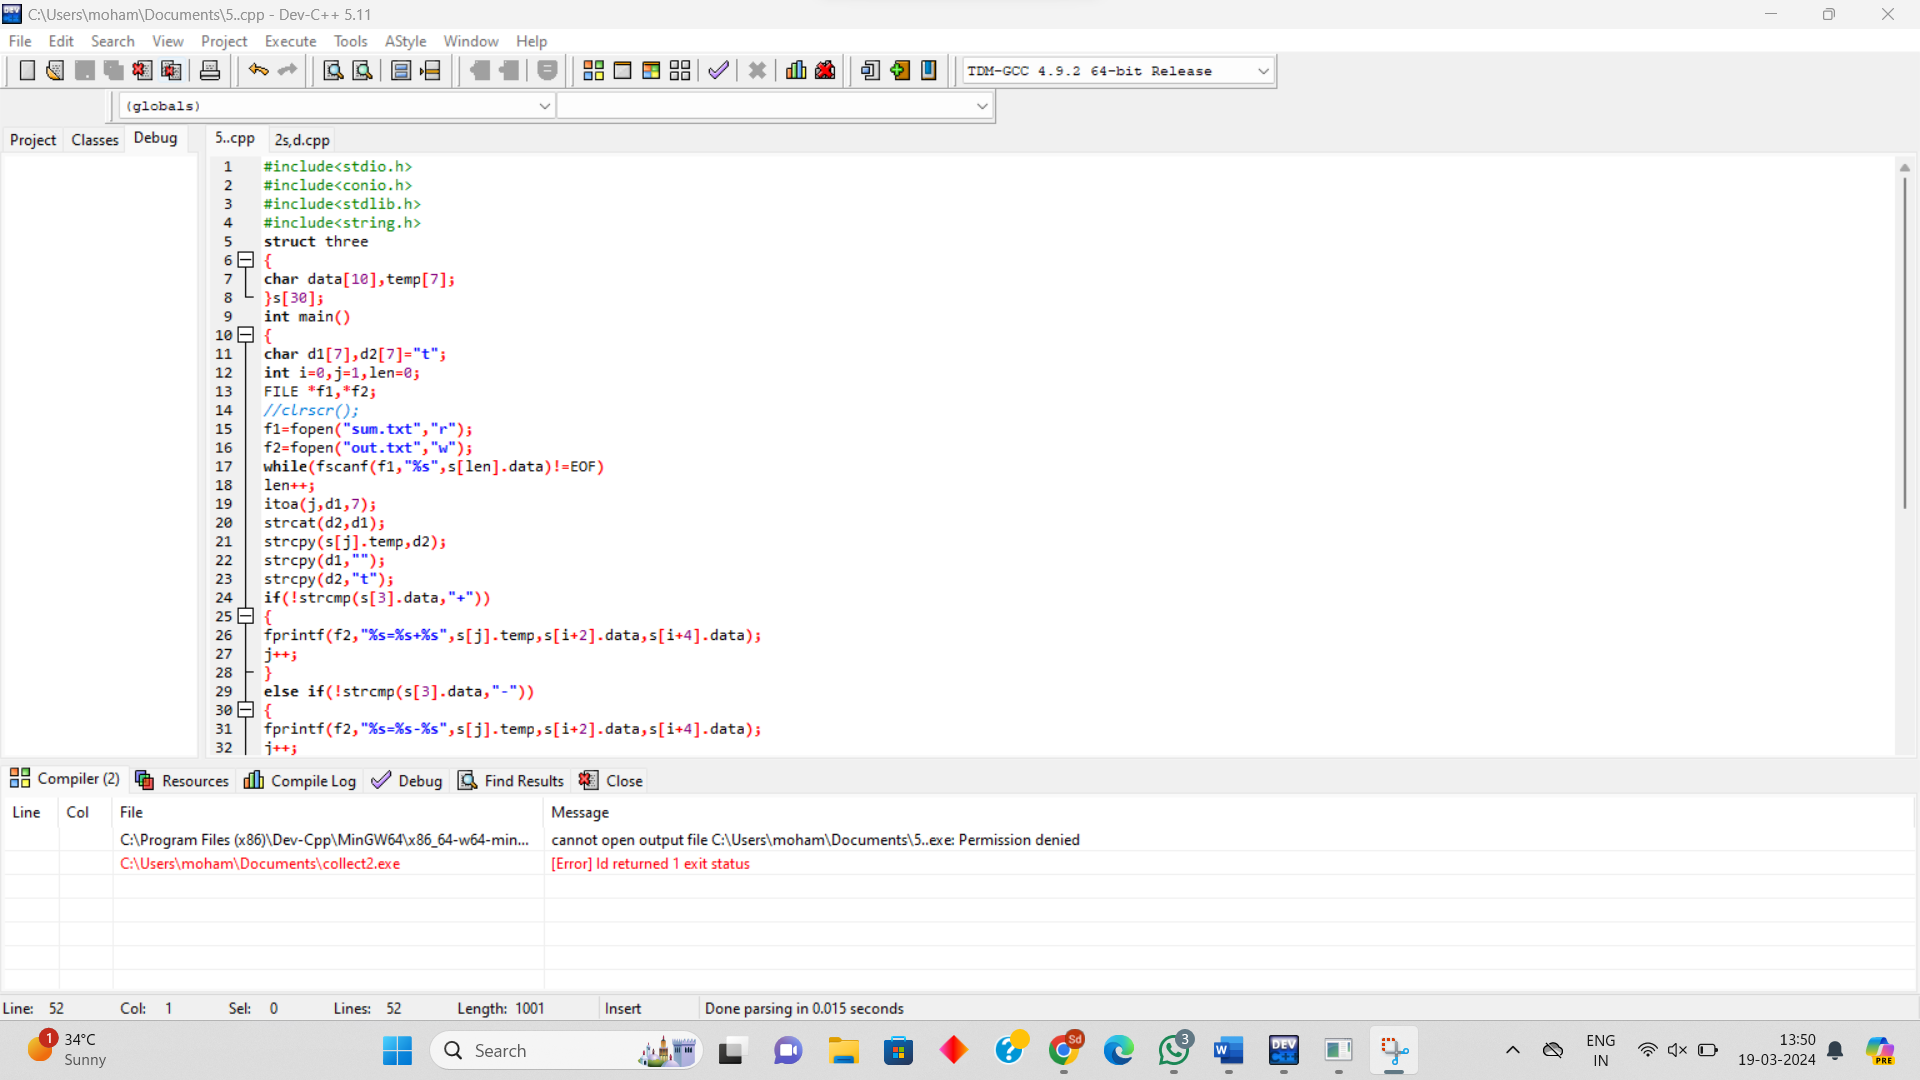 C:\Users\moham\Documents\5..cpp - Dev-C++ 5.11
File Edit Search View Project Execute Tools AStyle Window Help
TDM-GCC 4.9.2 64-bit Release
(globals)
Project Classes Debug 5..cpp 2s,d.cpp
1 #include<stdio.h>
2 #include<conio.h>
3 #include<stdlib.h>
4 #include<string.h>
5 struct three
6 {
7 char data[10],temp[7];
8 }s[30];
9 int main()
10 {
11 char d1[7],d2[7]="t";
12 int i=0,j=1,len=0;
13 FILE *f1,*f2;
14 //clrscr();
15 f1=fopen("sum.txt","r");
16 f2=fopen("out.txt","w");
17 while(fscanf(f1,"%s",s[len].data)!=EOF)
18 len++;
19 itoa(j,d1,7);
20 strcat(d2,d1);
21 strcpy(s[j].temp,d2);
22 strcpy(d1,"");
23 strcpy(d2,"t");
24 if(!strcmp(s[3].data,"+"))
25 {
26 fprintf(f2,"%s=%s+%s",s[j].temp,s[i+2].data,s[i+4].data);
27 j++;
28 }
29 else if(!strcmp(s[3].data,"-"))
30 {
31 fprintf(f2,"%s=%s-%s",s[j].temp,s[i+2].data,s[i+4].data);
32 j++;
Compiler (2) Resources Compile Log Debug Find Results Close
Line Col File Message
C:\Program Files (x86)\Dev-Cpp\MinGW64\x86_64-w64-min... cannot open output file C:\Users\moham\Documents\5..exe: Permission denied
C:\Users\moham\Documents\collect2.exe [Error] ld returned 1 exit status
Line: 52 Col: 1 Sel: 0 Lines: 52 Length: 1001 Insert Done parsing in 0.015 seconds
1 34°C
Sunny
Search
Sd
3
W
DEV
ENG
IN
13:50
19-03-2024
PRE